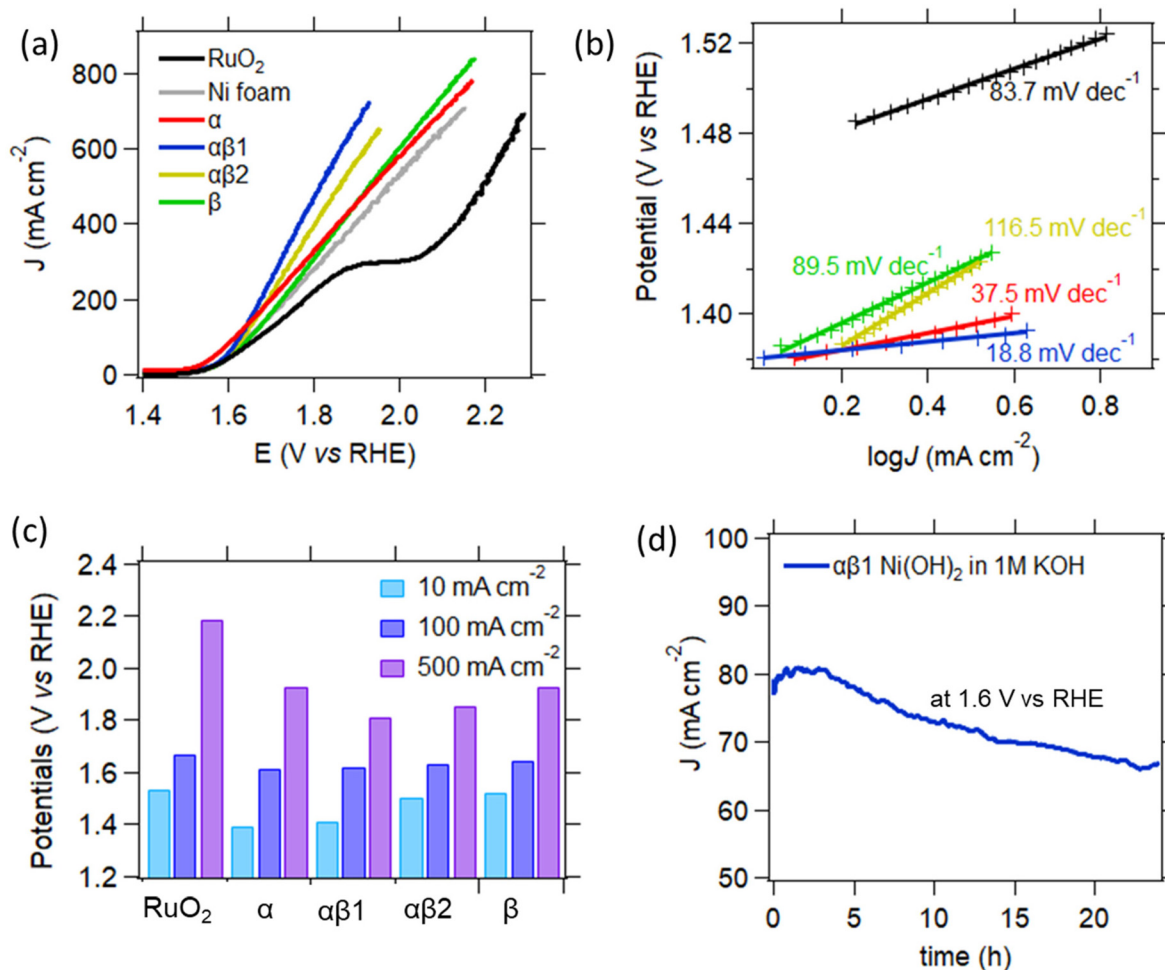 (a)
RuO₂
Ni foam
α
αβ1
αβ2
β
J (mA cm⁻²)
800
600
400
200
0
1.4
1.6
1.8
2.0
2.2
E (V vs RHE)
(b)
Potential (V vs RHE)
1.52
1.48
1.44
1.40
83.7 mV dec⁻¹
116.5 mV dec⁻¹
89.5 mV dec⁻¹
37.5 mV dec⁻¹
18.8 mV dec⁻¹
0.2
0.4
0.6
0.8
logJ (mA cm⁻²)
(c)
Potentials (V vs RHE)
2.4
2.2
2.0
1.8
1.6
1.4
1.2
10 mA cm⁻²
100 mA cm⁻²
500 mA cm⁻²
RuO₂
α
αβ1
αβ2
β
(d)
J (mA cm⁻²)
100
90
80
70
60
50
αβ1 Ni(OH)₂ in 1M KOH
at 1.6 V vs RHE
0
5
10
15
20
time (h)